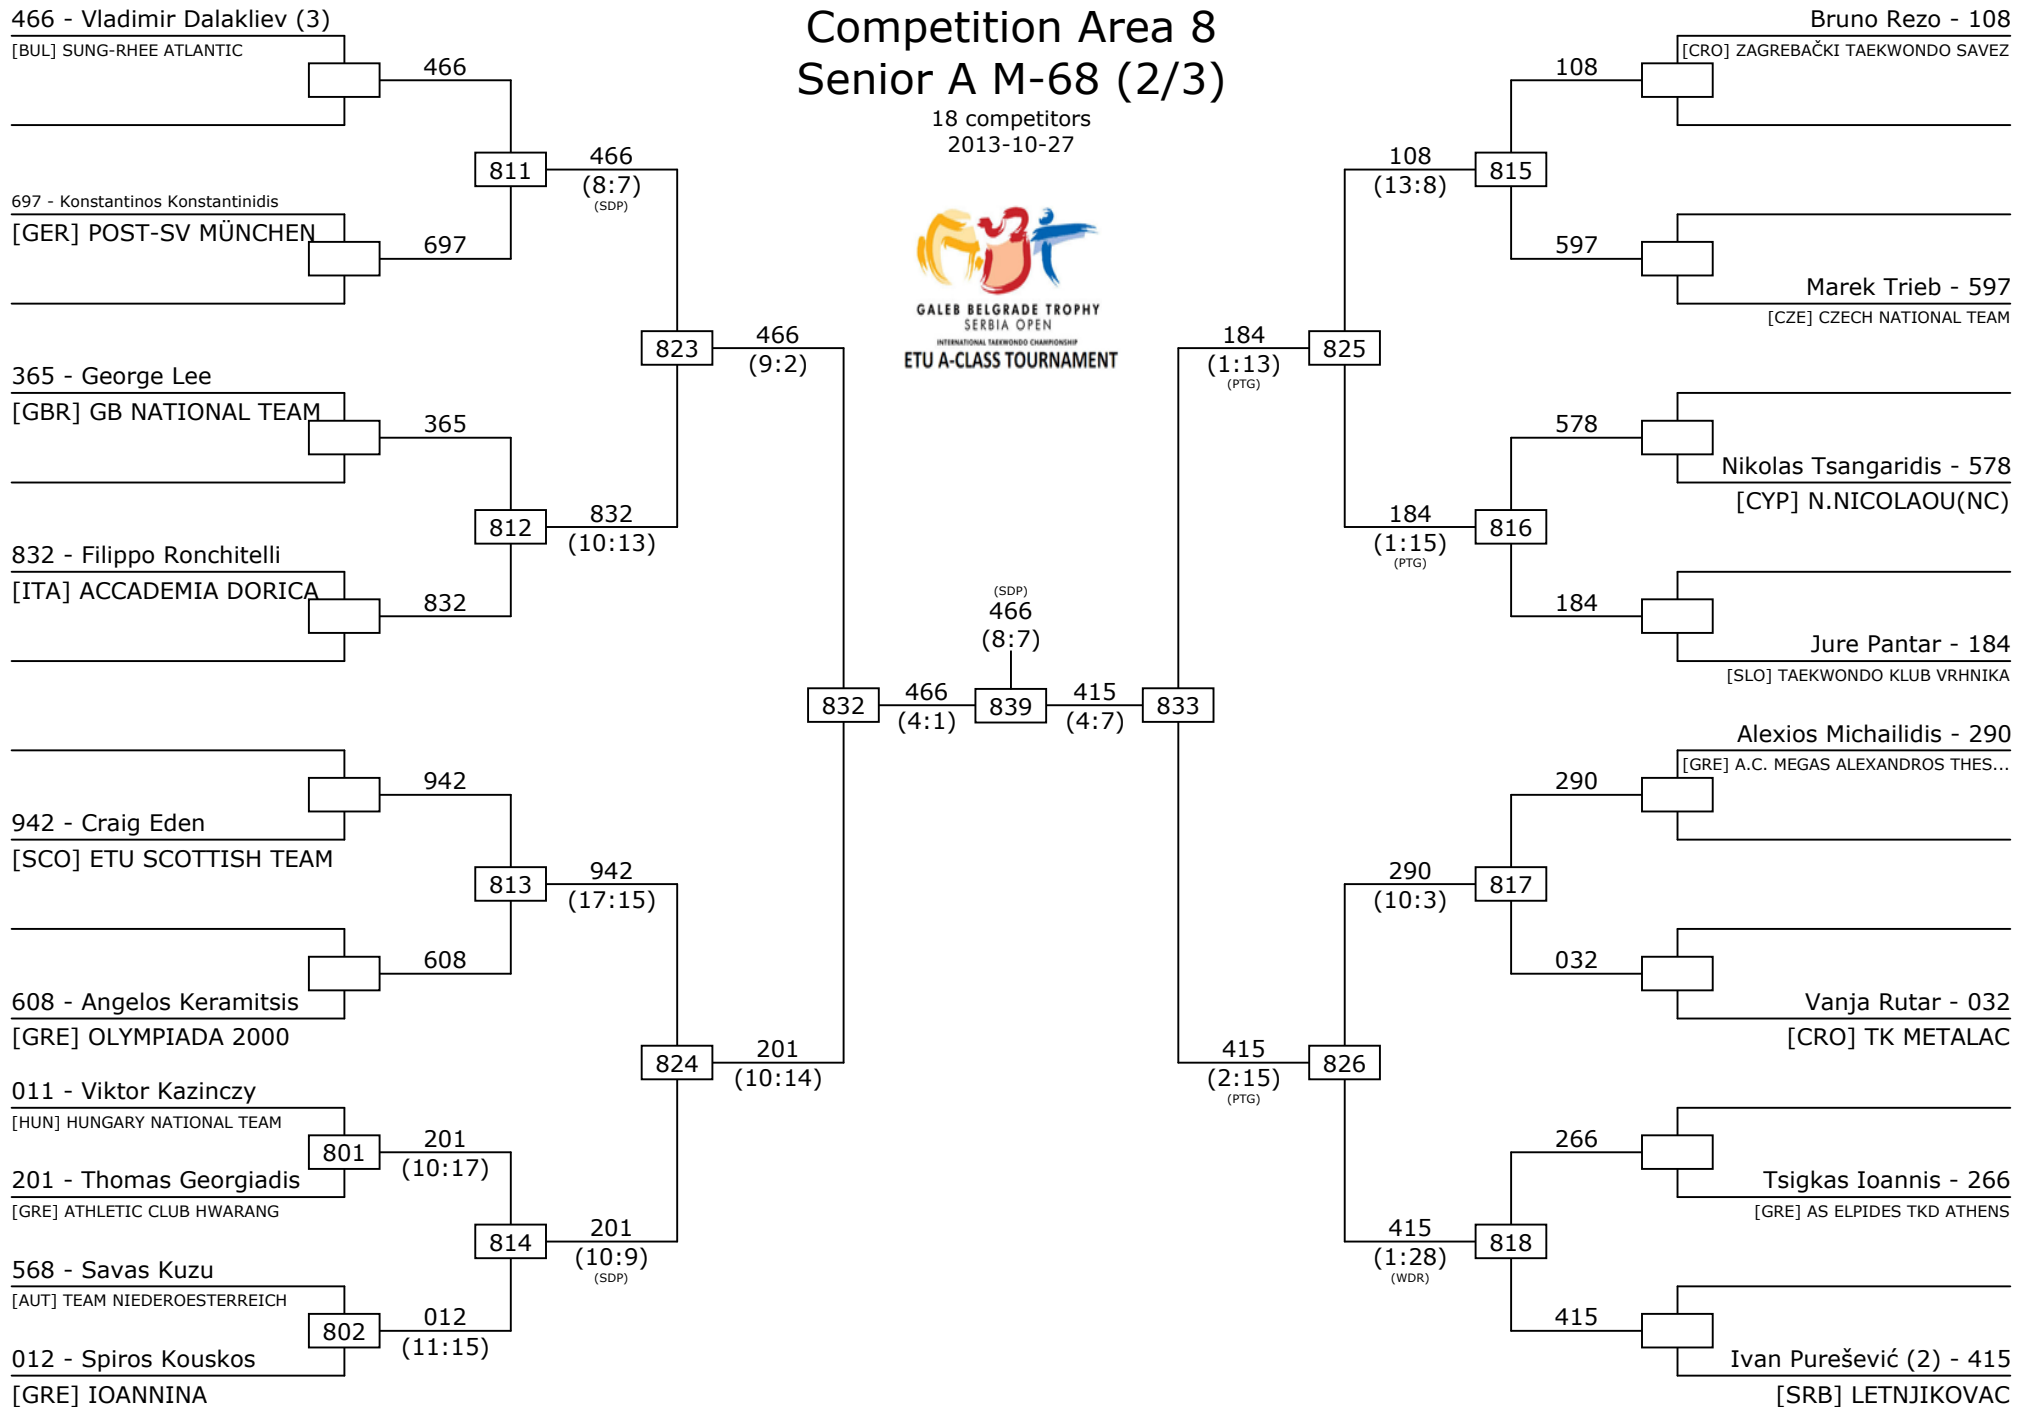 Competition Area 8
Senior A M-68 (2/3)
18 competitors
2013-10-27
GALEB BELGRADE TROPHY
SERBIA OPEN
INTERNATIONAL TAEKWONDO CHAMPIONSHIP
ETU A-CLASS TOURNAMENT
466 - Vladimir Dalakliev (3)
[BUL] SUNG-RHEE ATLANTIC
466
811
466
(8:7)
(SDP)
697 - Konstantinos Konstantinidis
[GER] POST-SV MÜNCHEN
697
823
466
(9:2)
365 - George Lee
[GBR] GB NATIONAL TEAM
365
812
832
(10:13)
832 - Filippo Ronchitelli
[ITA] ACCADEMIA DORICA
832
832
466
(4:1)
942
942 - Craig Eden
[SCO] ETU SCOTTISH TEAM
813
942
(17:15)
608
608 - Angelos Keramitsis
[GRE] OLYMPIADA 2000
824
201
(10:14)
011 - Viktor Kazinczy
[HUN] HUNGARY NATIONAL TEAM
801
201
(10:17)
201 - Thomas Georgiadis
[GRE] ATHLETIC CLUB HWARANG
814
201
(10:9)
(SDP)
568 - Savas Kuzu
[AUT] TEAM NIEDEROESTERREICH
802
012
(11:15)
012 - Spiros Kouskos
[GRE] IOANNINA
(SDP)
466
(8:7)
839
415
(4:7)
833
Bruno Rezo - 108
[CRO] ZAGREBAČKI TAEKWONDO SAVEZ
108
108
(13:8)
815
597
Marek Trieb - 597
[CZE] CZECH NATIONAL TEAM
184
(1:13)
(PTG)
825
578
Nikolas Tsangaridis - 578
[CYP] N.NICOLAOU(NC)
184
(1:15)
(PTG)
816
184
Jure Pantar - 184
[SLO] TAEKWONDO KLUB VRHNIKA
Alexios Michailidis - 290
[GRE] A.C. MEGAS ALEXANDROS THES...
290
290
(10:3)
817
032
Vanja Rutar - 032
[CRO] TK METALAC
415
(2:15)
(PTG)
826
266
Tsigkas Ioannis - 266
[GRE] AS ELPIDES TKD ATHENS
415
(1:28)
(WDR)
818
415
Ivan Purešević (2) - 415
[SRB] LETNJIKOVAC